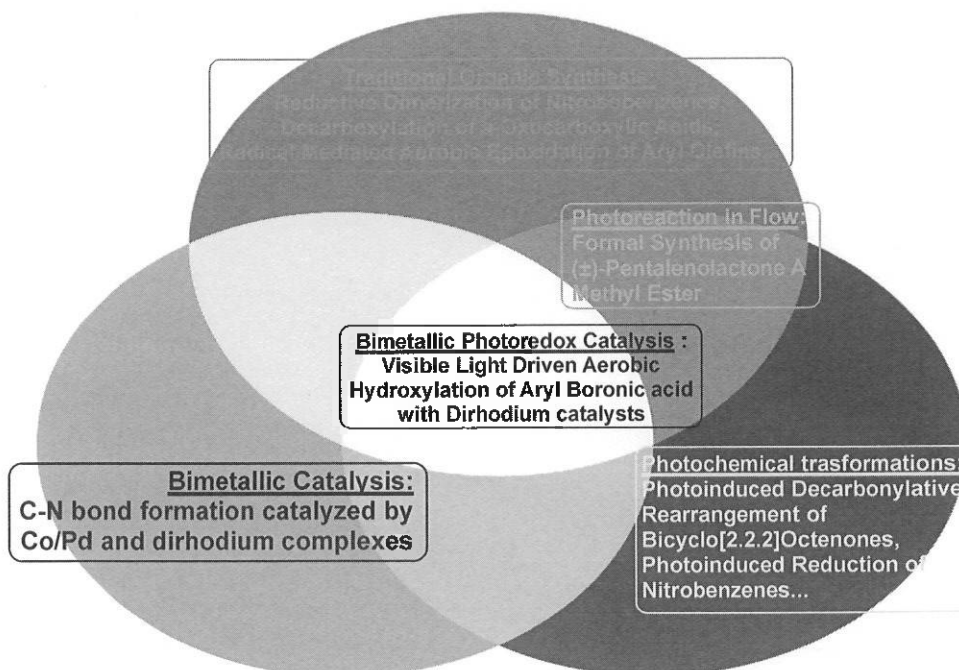 Traditional Organic Synthesis:
Reductive Dimerization of Nitrosobenzenes,
Decarboxylation of a-Oxocarboxylic Acids,
Radical Mediated Aerobic Epoxidation of Aryl Olefins
Photoreaction in Flow:
Formal Synthesis of
(±)-Pentalenolactone A
Methyl Ester
Bimetallic Photoredox Catalysis :
Visible Light Driven Aerobic
Hydroxylation of Aryl Boronic acid
with Dirhodium catalysts
Bimetallic Catalysis:
C-N bond formation catalyzed by
Co/Pd and dirhodium complexes
Photochemical trasformations:
Photoinduced Decarbonylative
Rearrangement of
Bicyclo[2.2.2]Octenones,
Photoinduced Reduction of
Nitrobenzenes...